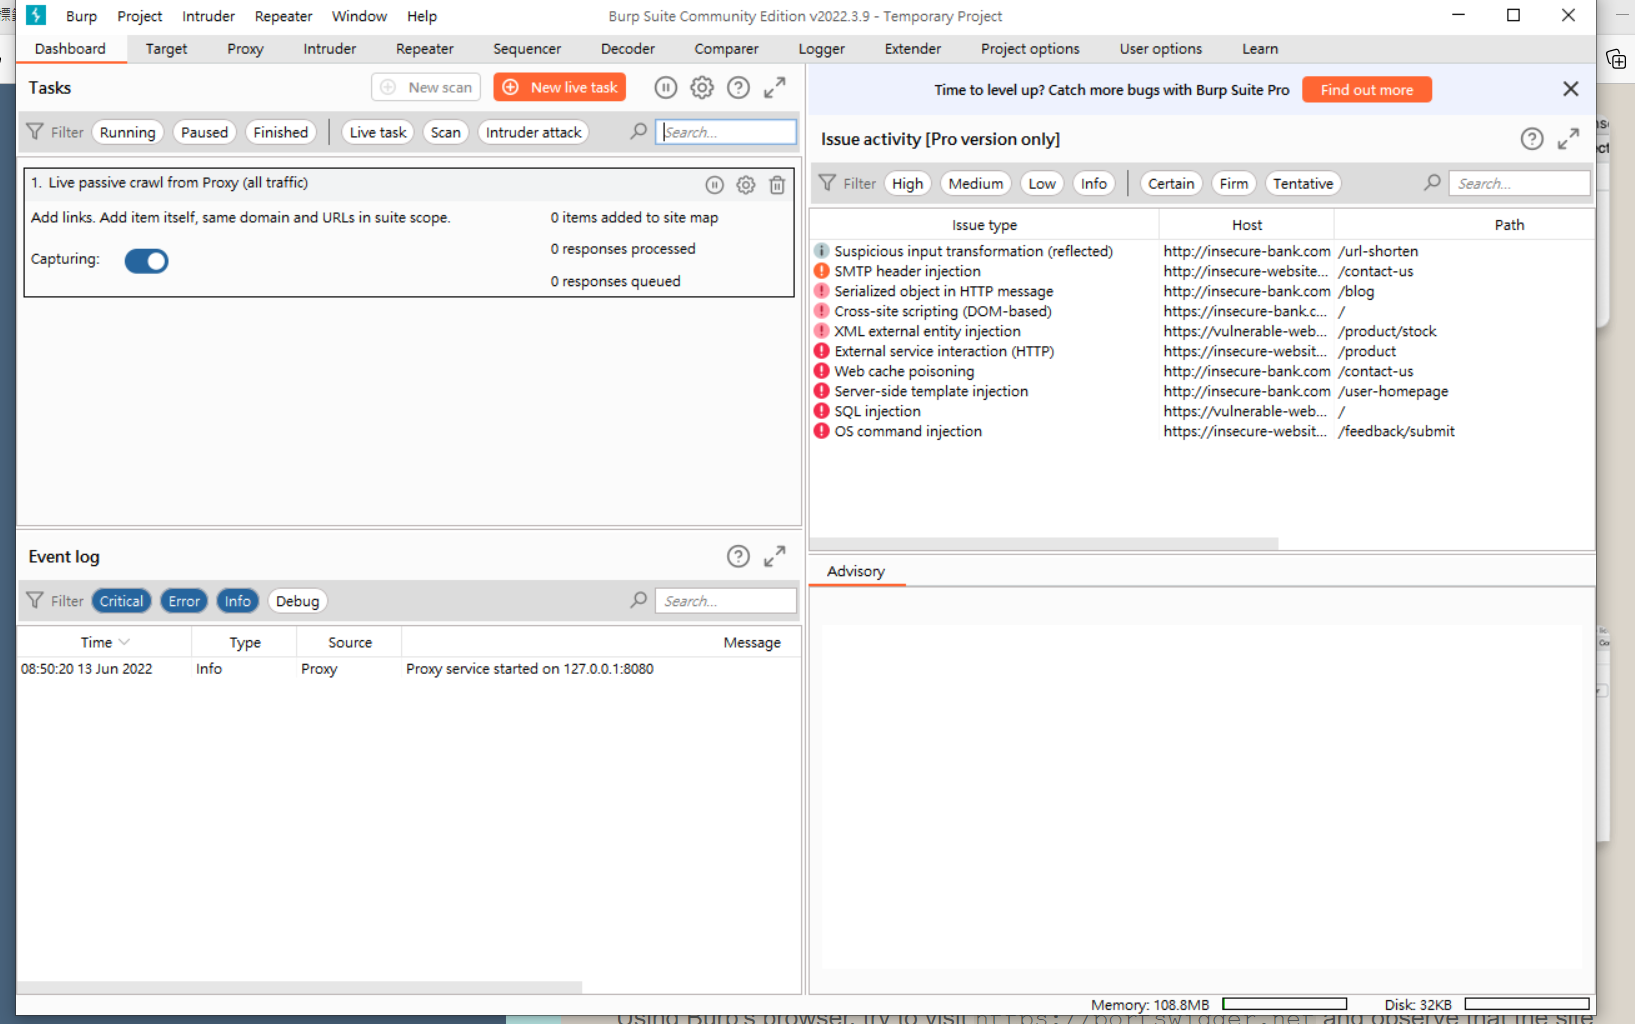 Burp Project Intruder Repeater Window Help
Burp Suite Community Edition v2022.3.9 - Temporary Project
Dashboard Target Proxy Intruder Repeater Sequencer Decoder Comparer Logger Extender Project options User options Learn
Tasks
New scan
New live task
Filter Running Paused Finished Live task Scan Intruder attack Search...
1. Live passive crawl from Proxy (all traffic)
Add links. Add item itself, same domain and URLs in suite scope.
0 items added to site map
0 responses processed
Capturing:
0 responses queued
Event log
Filter Critical Error Info Debug Search...
Time Type Source Message
08:50:20 13 Jun 2022 Info Proxy Proxy service started on 127.0.0.1:8080
Time to level up? Catch more bugs with Burp Suite Pro Find out more
Issue activity [Pro version only]
Filter High Medium Low Info Certain Firm Tentative Search...
Issue type Host Path
Suspicious input transformation (reflected) http://insecure-bank.com /url-shorten
SMTP header injection http://insecure-website... /contact-us
Serialized object in HTTP message http://insecure-bank.com /blog
Cross-site scripting (DOM-based) https://insecure-bank.c... /
XML external entity injection https://vulnerable-web... /product/stock
External service interaction (HTTP) https://insecure-websit... /product
Web cache poisoning http://insecure-bank.com /contact-us
Server-side template injection http://insecure-bank.com /user-homepage
SQL injection https://vulnerable-web... /
OS command injection https://insecure-websit... /feedback/submit
Advisory
Memory: 108.8MB Disk: 32KB
Using Burp's browser, try to visit https://portswigger.net and observe that the site